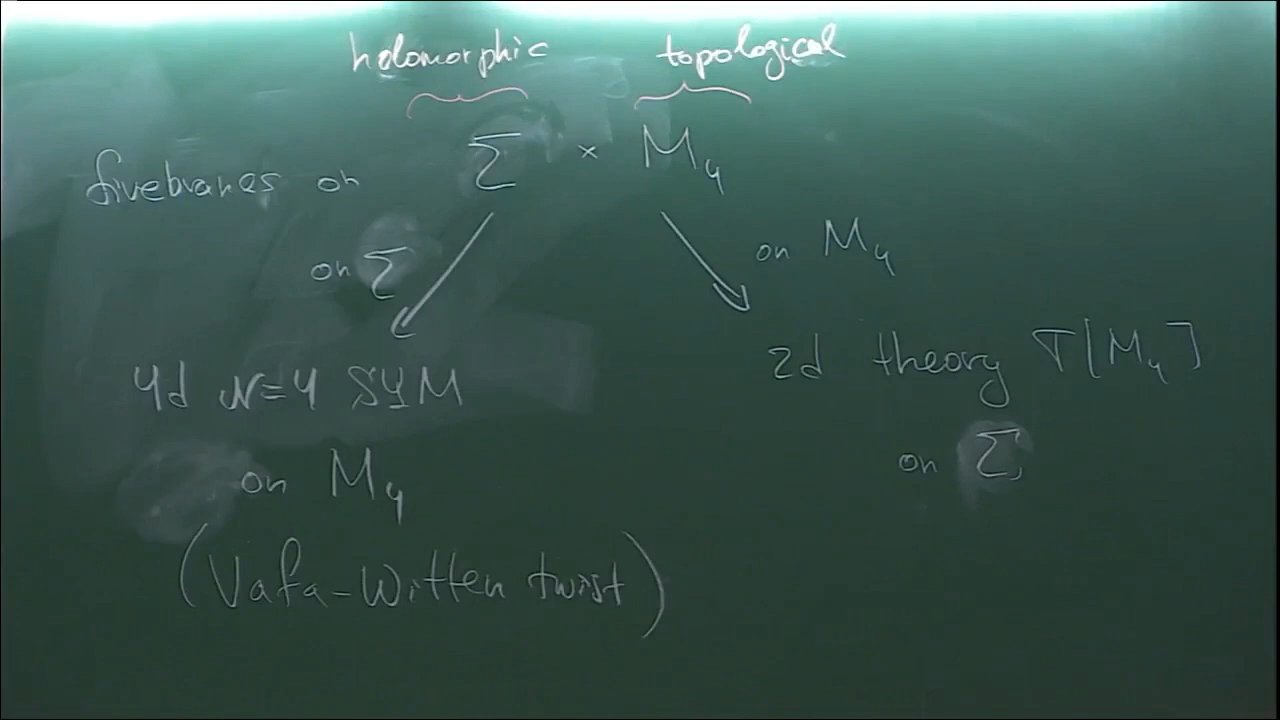 holomorphic topological
fivebranes on Σ × M₄
on Σ
on M₄
4d N=4 SYM
on M₄
(Vafa-Witten twist)
2d theory T[M₄]
on Σ